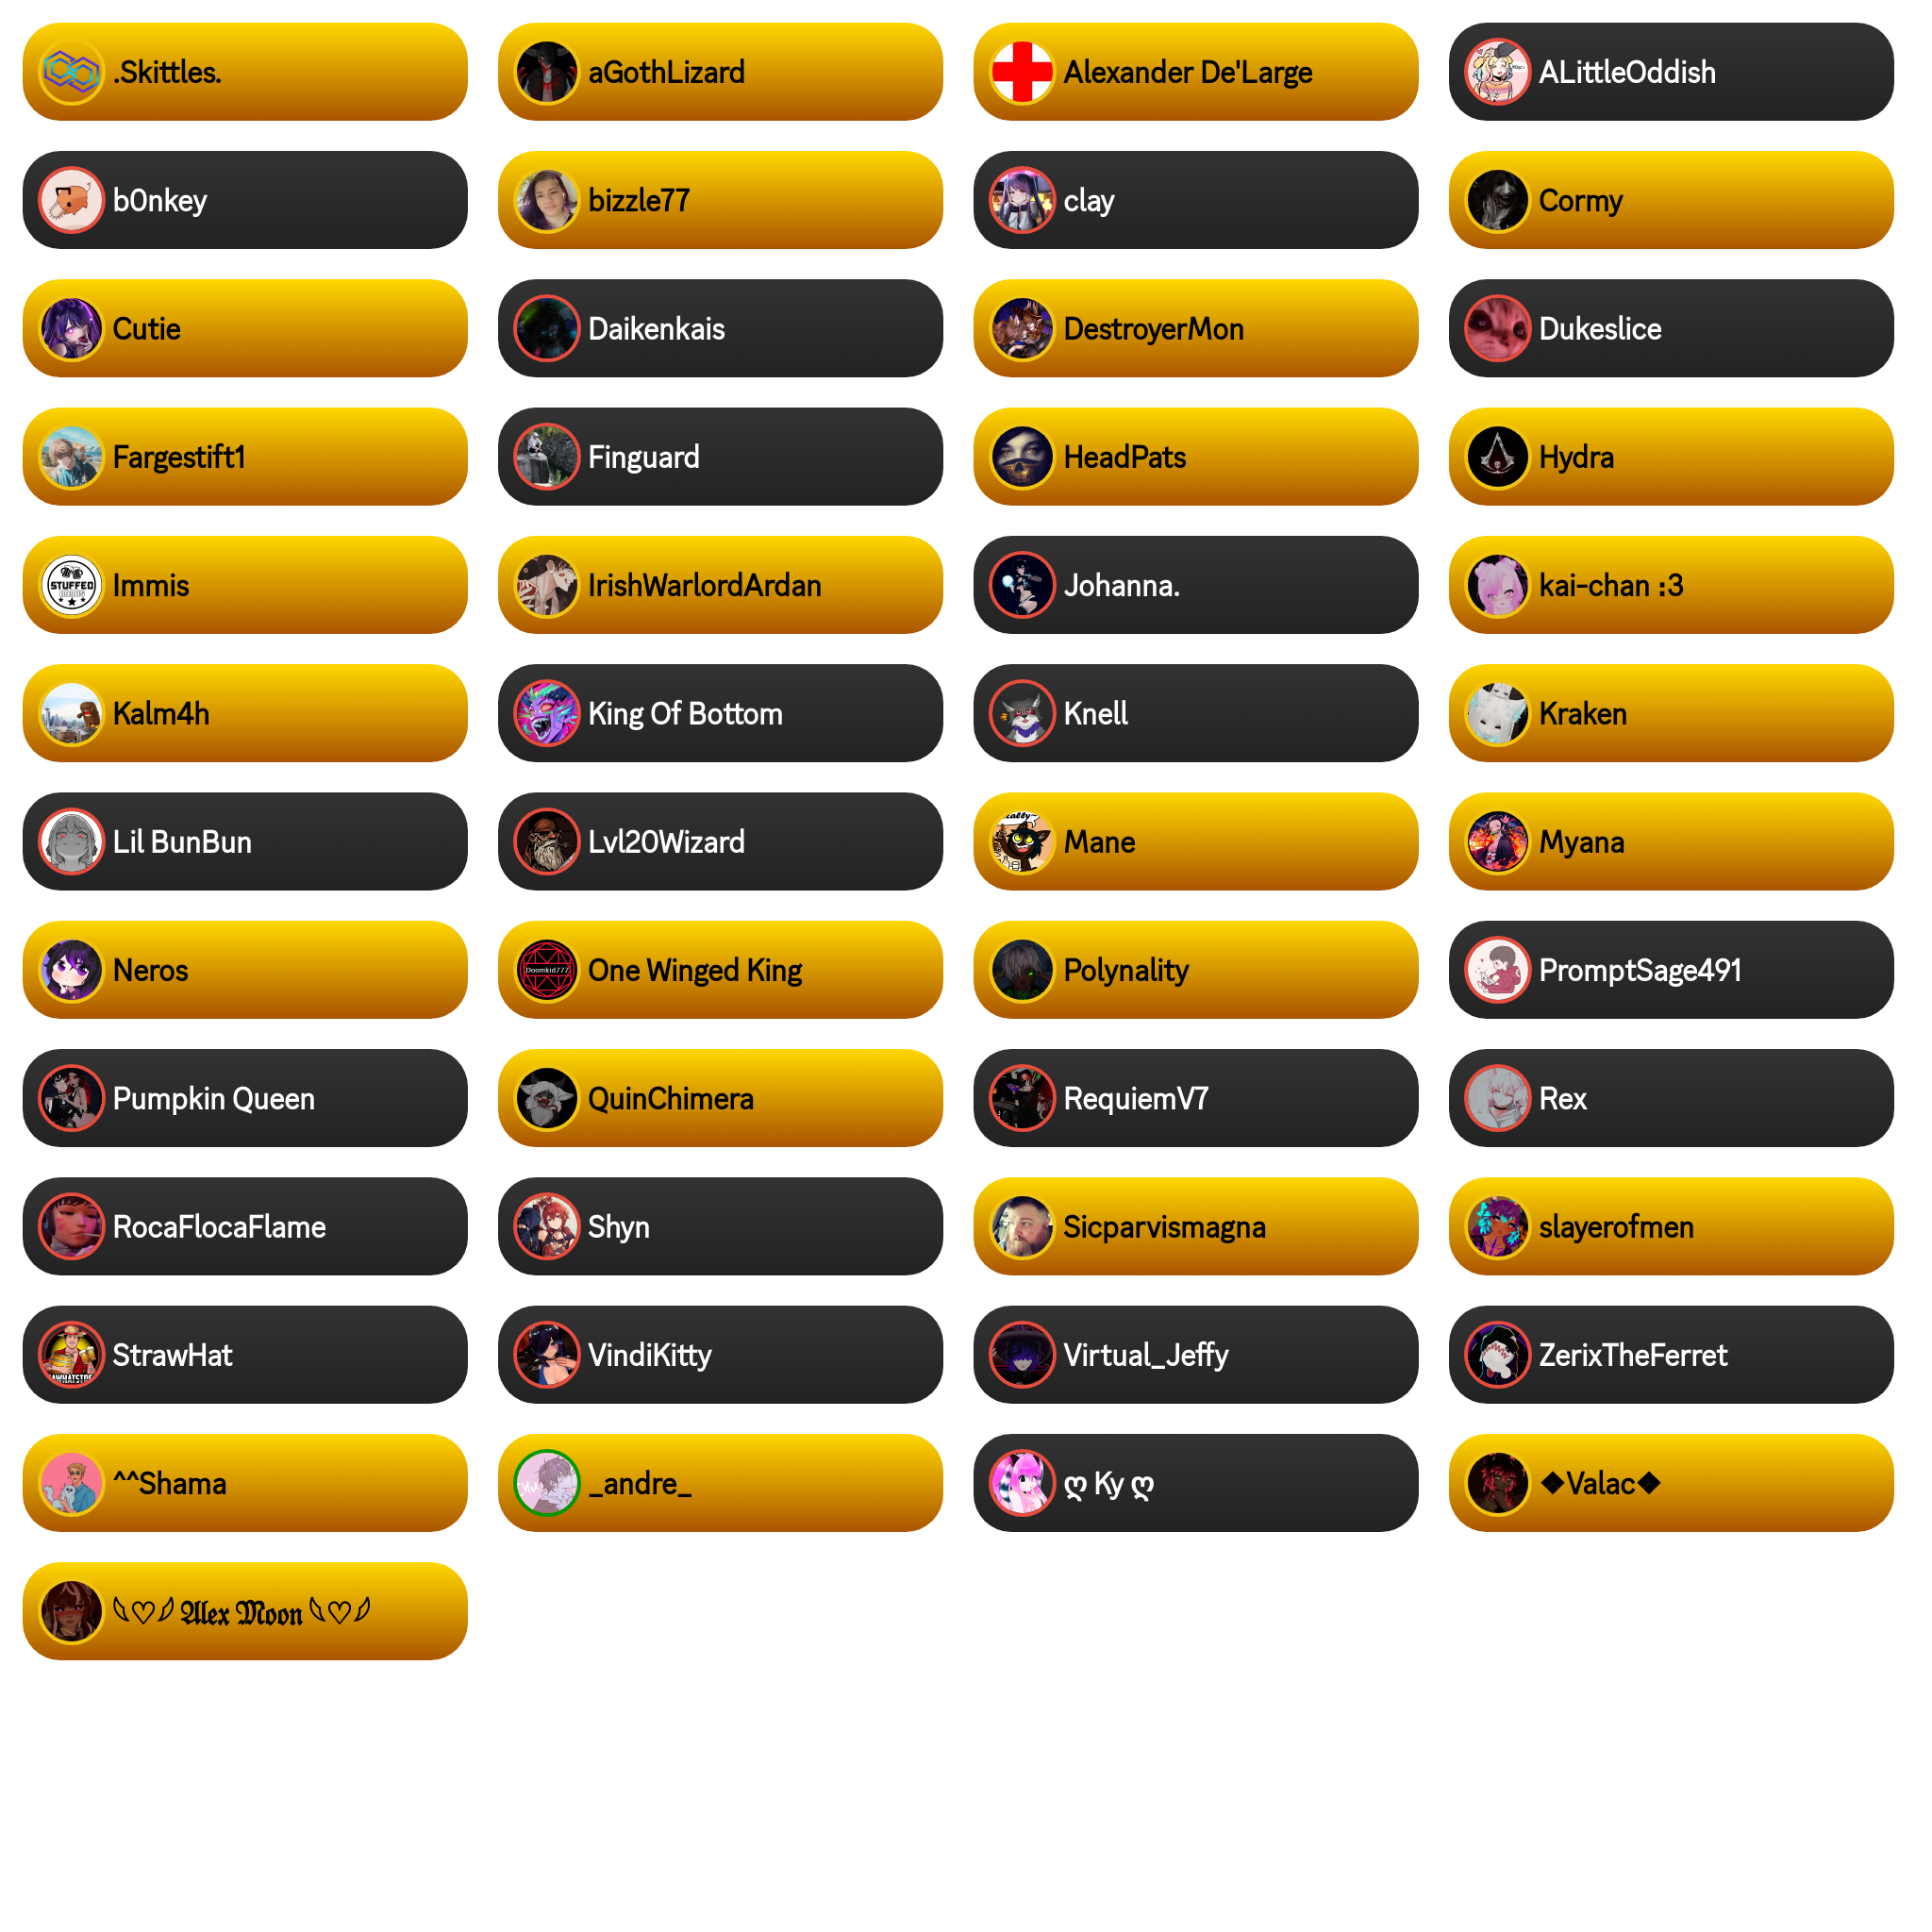 .Skittles.
aGothLizard
Alexander De'Large
ALittleOddish
b0nkey
bizzle77
clay
Cormy
Cutie
Daikenkais
DestroyerMon
Dukeslice
Fargestift1
Finguard
HeadPats
Hydra
STUFFED
Immis
IrishWarlordArdan
Johanna.
kai-chan :3
Kalm4h
King Of Bottom
Knell
Kraken
Lil BunBun
Lvl20Wizard
Mane
Myana
Neros
Doomkid777
One Winged King
Polynality
PromptSage491
Pumpkin Queen
QuinChimera
RequiemV7
Rex
RocaFlocaFlame
Shyn
Sicparvismagna
slayerofmen
StrawHat
VindiKitty
Virtual_Jeffy
ZerixTheFerret
^^Shama
_andre_
ღ Ky ღ
❖Valac❖
𓆩♡𓆪 𝕬𝖑𝖊𝖝 𝕸𝖔𝖔𝖓 𓆩♡𓆪